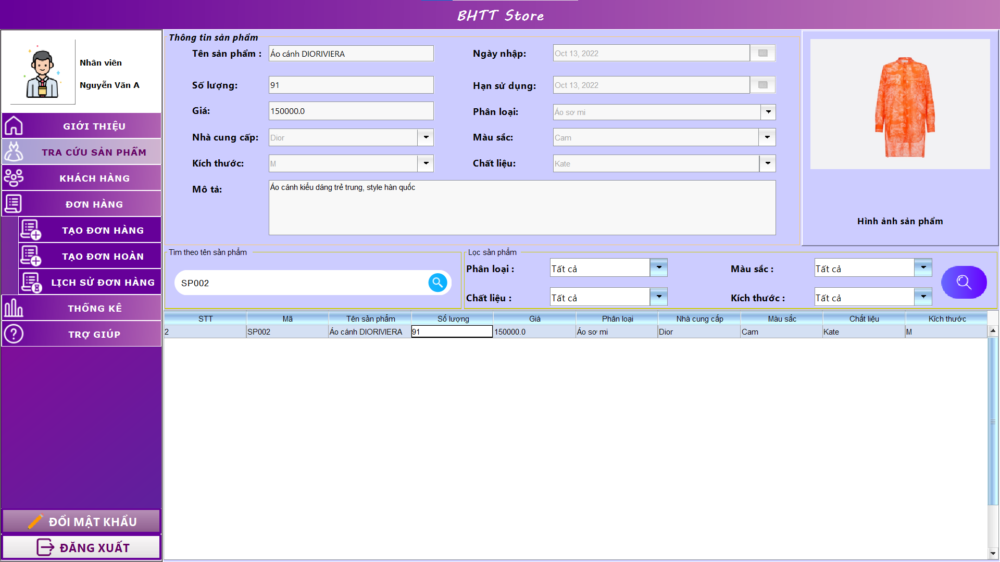 BHTT Store
Nhân viên
Nguyễn Văn A
GIỚI THIỆU
TRA CỨU SẢN PHẨM
KHÁCH HÀNG
ĐƠN HÀNG
TẠO ĐƠN HÀNG
TẠO ĐƠN HOÀN
LỊCH SỬ ĐƠN HÀNG
THỐNG KÊ
TRỢ GIÚP
ĐỔI MẬT KHẨU
ĐĂNG XUẤT
Thông tin sản phẩm
Tên sản phẩm : Áo cánh DIORIVIERA Ngày nhập: Oct 13, 2022
Số lượng: 91 Hạn sử dụng: Oct 13, 2022
Giá: 150000.0 Phân loại: Áo sơ mi
Nhà cung cấp: Dior Màu sắc: Cam
Kích thước: M Chất liệu: Kate
Mô tả: Áo cánh kiểu dáng trẻ trung, style hàn quốc
Hình ảnh sản phẩm
Tìm theo tên sản phẩm
SP002
Lọc sản phẩm
Phân loại : Tất cả Màu sắc : Tất cả
Chất liệu : Tất cả Kích thước : Tất cả
STT Mã Tên sản phẩm Số lượng Giá Phân loại Nhà cung cấp Màu sắc Chất liệu Kích thước
2 SP002 Áo cánh DIORIVIERA 91 150000.0 Áo sơ mi Dior Cam Kate M